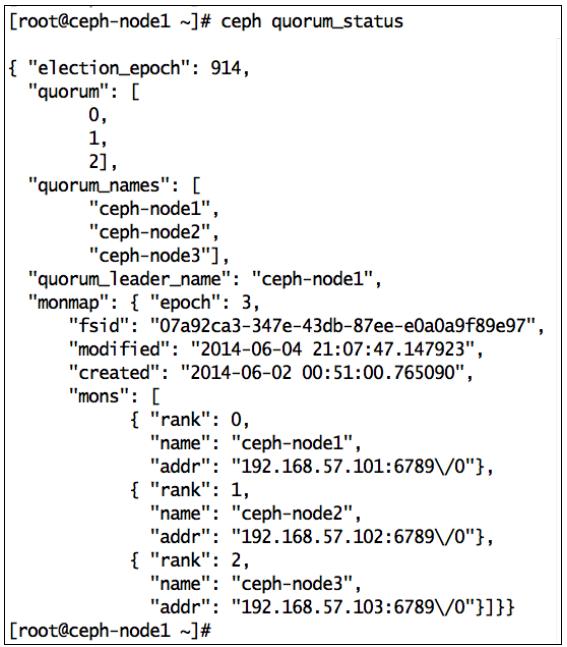 [root@ceph-node1 ~]# ceph quorum_status
{ "election_epoch": 914,
"quorum": [
0,
1,
2],
"quorum_names": [
"ceph-node1",
"ceph-node2",
"ceph-node3"],
"quorum_leader_name": "ceph-node1",
"monmap": { "epoch": 3,
"fsid": "07a92ca3-347e-43db-87ee-e0a0a9f89e97",
"modified": "2014-06-04 21:07:47.147923",
"created": "2014-06-02 00:51:00.765090",
"mons": [
{ "rank": 0,
"name": "ceph-node1",
"addr": "192.168.57.101:6789\/0"},
{ "rank": 1,
"name": "ceph-node2",
"addr": "192.168.57.102:6789\/0"},
{ "rank": 2,
"name": "ceph-node3",
"addr": "192.168.57.103:6789\/0"}]}}
[root@ceph-node1 ~]#